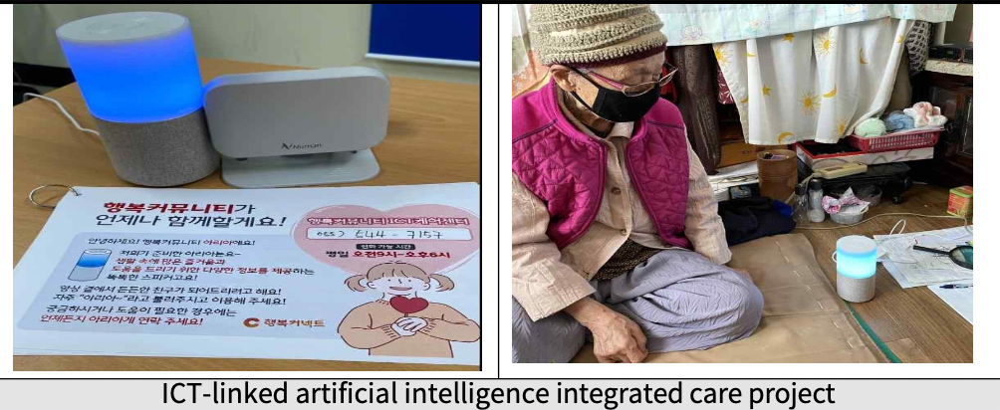 Nurian
행복커뮤니티가
언제나 함께할게요!
행복커뮤니티 ICT케어센터
055) 544 - 7157
전화 가능 시간
평일 오전9시~오후6시
안녕하세요! 행복커뮤니티 아리아예요!
저희가 준비한 아리아는요~
생활 속에 많은 즐거움과
도움을 드리기 위한 다양한 정보를 제공하는
똑똑한 스피커고요!
항상 곁에서 든든한 친구가 되어드리려고 해요!
자주 "아리아~"라고 불러주시고 이용해 주세요!
궁금하시거나 도움이 필요한 경우에는
언제든지 아리아에게 연락 주세요!
행복커넥트
ICT-linked artificial intelligence integrated care project